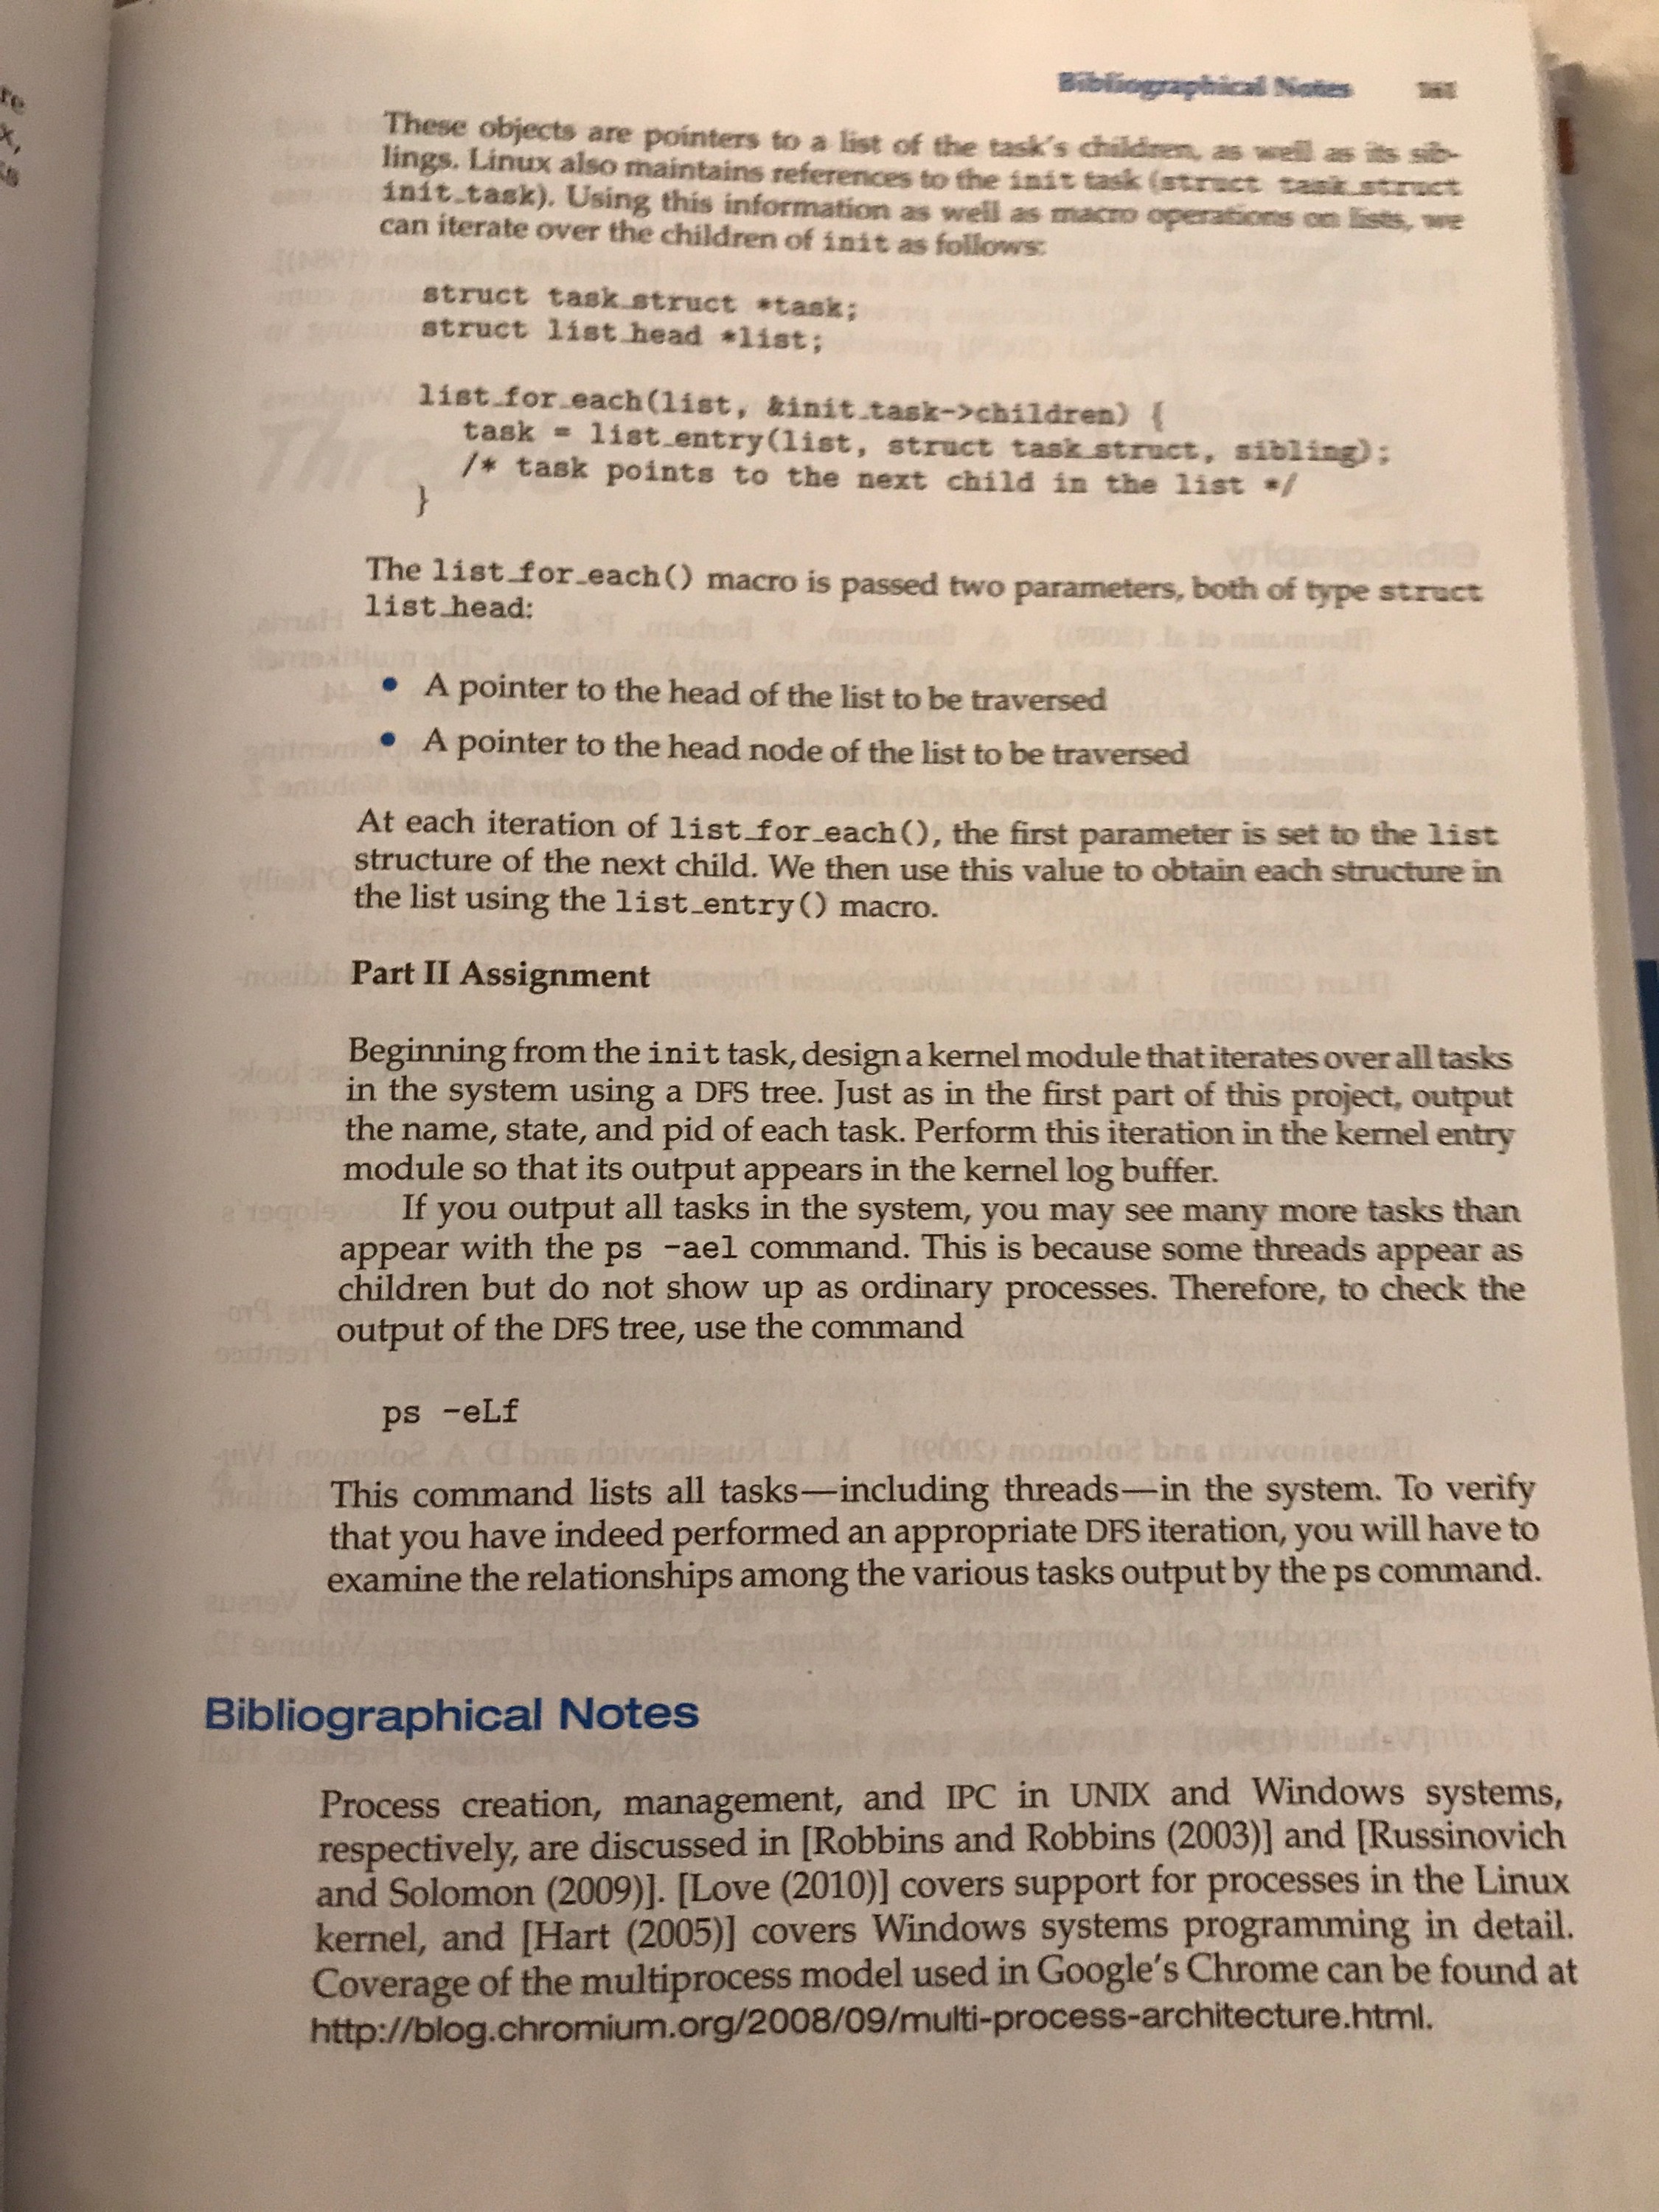 Bibliographical Notes 161
These objects are pointers to a list of the task's children, as well as its sib-
lings. Linux also maintains references to the init task (struct task_struct
init_task). Using this information as well as macro operations on lists, we
can iterate over the children of init as follows:
struct task_struct *task;
struct list_head *list;
list_for_each(list, &init_task->children) {
task = list_entry(list, struct task_struct, sibling);
/* task points to the next child in the list */
}
The list_for_each() macro is passed two parameters, both of type struct
list_head:
• A pointer to the head of the list to be traversed
• A pointer to the head node of the list to be traversed
At each iteration of list_for_each(), the first parameter is set to the list
structure of the next child. We then use this value to obtain each structure in
the list using the list_entry() macro.
Part II Assignment
Beginning from the init task, design a kernel module that iterates over all tasks
in the system using a DFS tree. Just as in the first part of this project, output
the name, state, and pid of each task. Perform this iteration in the kernel entry
module so that its output appears in the kernel log buffer.
If you output all tasks in the system, you may see many more tasks than
appear with the ps -ael command. This is because some threads appear as
children but do not show up as ordinary processes. Therefore, to check the
output of the DFS tree, use the command
ps -eLf
This command lists all tasks—including threads—in the system. To verify
that you have indeed performed an appropriate DFS iteration, you will have to
examine the relationships among the various tasks output by the ps command.
Bibliographical Notes
Process creation, management, and IPC in UNIX and Windows systems,
respectively, are discussed in [Robbins and Robbins (2003)] and [Russinovich
and Solomon (2009)]. [Love (2010)] covers support for processes in the Linux
kernel, and [Hart (2005)] covers Windows systems programming in detail.
Coverage of the multiprocess model used in Google's Chrome can be found at
http://blog.chromium.org/2008/09/multi-process-architecture.html.